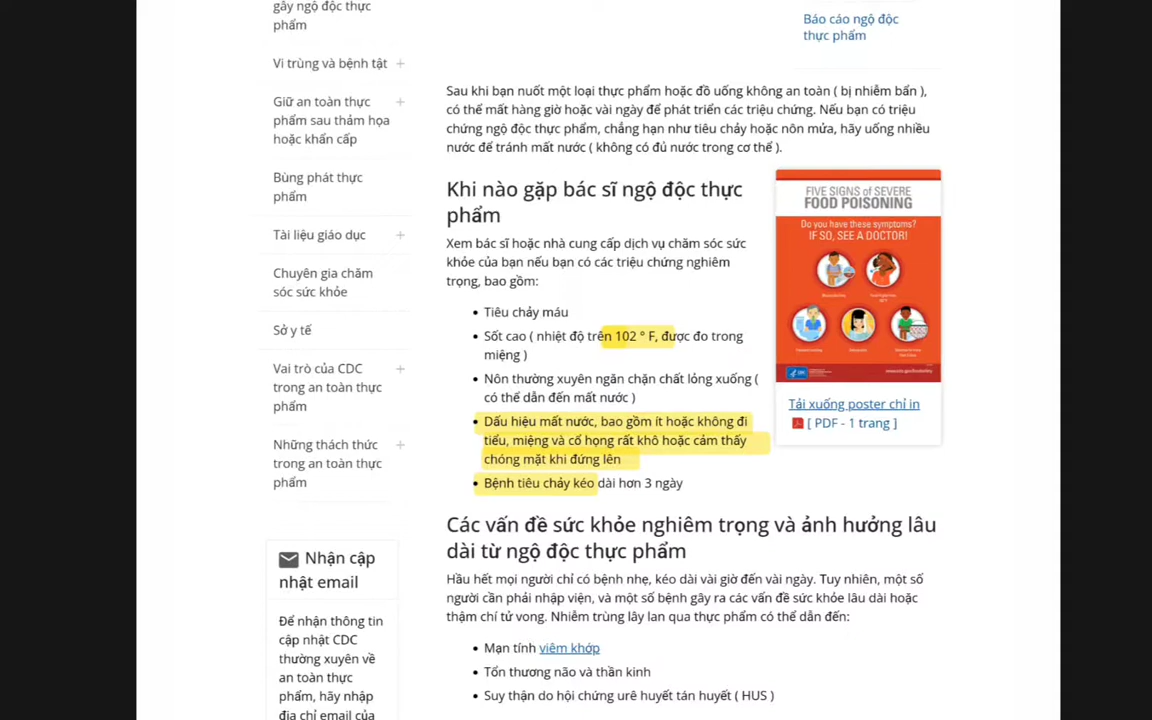 gây ngộ độc thực
phẩm
Vi trùng và bệnh tật
Giữ an toàn thực
phẩm sau thảm họa
hoặc khẩn cấp
Bùng phát thực
phẩm
Tài liệu giáo dục
Chuyên gia chăm
sóc sức khỏe
Sở y tế
Vai trò của CDC
trong an toàn thực
phẩm
Những thách thức
trong an toàn thực
phẩm
Nhận cập
nhật email
Để nhận thông tin
cập nhật CDC
thường xuyên về
an toàn thực
phẩm, hãy nhập
địa chỉ email của
Báo cáo ngộ độc
thực phẩm
Sau khi bạn nuốt một loại thực phẩm hoặc đồ uống không an toàn ( bị nhiễm bẩn ),
có thể mất hàng giờ hoặc vài ngày để phát triển các triệu chứng. Nếu bạn có triệu
chứng ngộ độc thực phẩm, chẳng hạn như tiêu chảy hoặc nôn mửa, hãy uống nhiều
nước để tránh mất nước ( không có đủ nước trong cơ thể ).
Khi nào gặp bác sĩ ngộ độc thực
phẩm
Xem bác sĩ hoặc nhà cung cấp dịch vụ chăm sóc sức
khỏe của bạn nếu bạn có các triệu chứng nghiêm
trọng, bao gồm:
• Tiêu chảy máu
• Sốt cao ( nhiệt độ trên 102 ° F, được đo trong
miệng )
• Nôn thường xuyên ngăn chặn chất lỏng xuống (
có thể dẫn đến mất nước )
• Dấu hiệu mất nước, bao gồm ít hoặc không đi
tiểu, miệng và cổ họng rất khô hoặc cảm thấy
chóng mặt khi đứng lên
• Bệnh tiêu chảy kéo dài hơn 3 ngày
FIVE SIGNS of SEVERE
FOOD POISONING
Do you have these symptoms?
IF SO, SEE A DOCTOR!
Tải xuống poster chỉ in
[ PDF - 1 trang ]
Các vấn đề sức khỏe nghiêm trọng và ảnh hưởng lâu
dài từ ngộ độc thực phẩm
Hầu hết mọi người chỉ có bệnh nhẹ, kéo dài vài giờ đến vài ngày. Tuy nhiên, một số
người cần phải nhập viện, và một số bệnh gây ra các vấn đề sức khỏe lâu dài hoặc
thậm chí tử vong. Nhiễm trùng lây lan qua thực phẩm có thể dẫn đến:
• Mạn tính viêm khớp
• Tổn thương não và thần kinh
• Suy thận do hội chứng urê huyết tán huyết ( HUS )